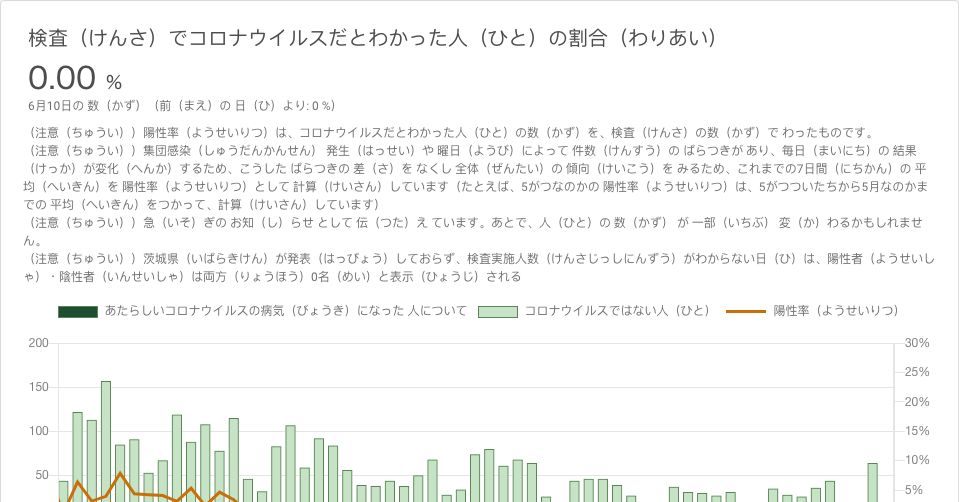 検査（けんさ）でコロナウイルスだとわかった人（ひと）の割合（わりあい）
0.00 %
6月10日の 数（かず）（前（まえ）の 日（ひ）より: 0 %）
（注意（ちゅうい））陽性率（ようせいりつ）は、コロナウイルスだとわかった人（ひと）の数（かず）を、検査（けんさ）の数（かず）で わったものです。
（注意（ちゅうい））集団感染（しゅうだんかんせん） 発生（はっせい）や 曜日（ようび）によって 件数（けんすう）の ばらつきが あり、毎日（まいにち）の 結果
（けっか）が変化（へんか）するため、こうした ばらつきの 差（さ）を なくし 全体（ぜんたい）の 傾向（けいこう）を みるため、これまでの7日間（にちかん）の 平
均（へいきん）を 陽性率（ようせいりつ）として 計算（けいさん）しています（たとえば、5がつなのかの 陽性率（ようせいりつ）は、5がつついたちから5月なのかま
での 平均（へいきん）をつかって、計算（けいさん）しています）
（注意（ちゅうい））急（いそ）ぎの お知（し）らせ として 伝（つた）え ています。あとで、人（ひと）の 数（かず） が 一部（いちぶ） 変（か）わるかもしれませ
ん。
（注意（ちゅうい））茨城県（いばらきけん）が発表（はっぴょう）しておらず、検査実施人数（けんさじっしにんずう）がわからない日（ひ）は、陽性者（ようせいし
ゃ）・陰性者（いんせいしゃ）は両方（りょうほう）0名（めい）と表示（ひょうじ）される
あたらしいコロナウイルスの病気（びょうき）になった 人について コロナウイルスではない人（ひと） 陽性率（ようせいりつ）
200 30%
25%
150
20%
100 15%
10%
50
5%